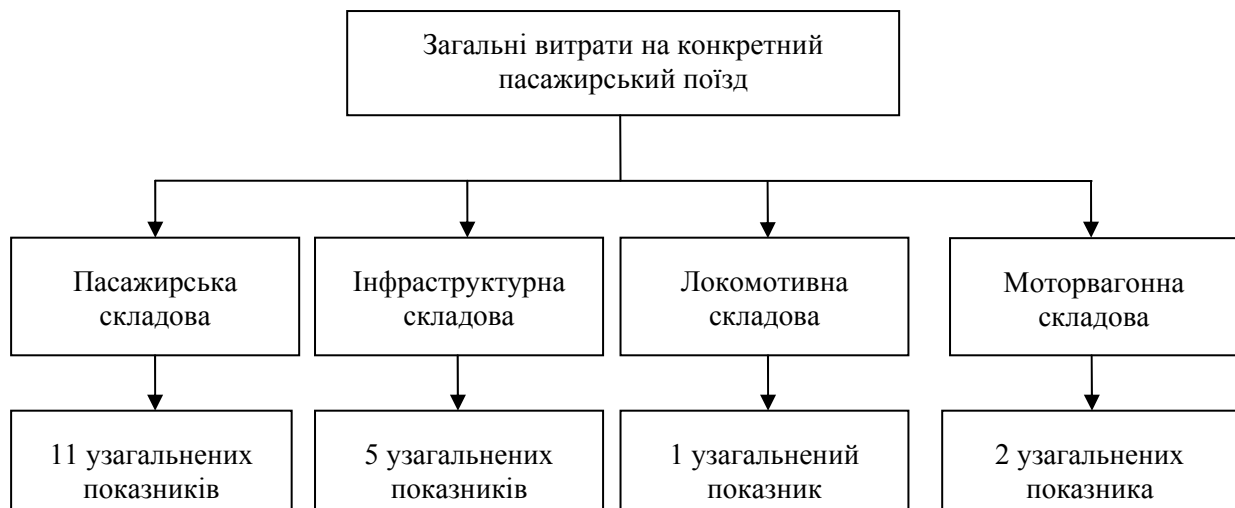 Загальні витрати на конкретний
пасажирський поїзд
Пасажирська
складова
Інфраструктурна
складова
Локомотивна
складова
Моторвагонна
складова
11 узагальнених
показників
5 узагальнених
показників
1 узагальнений
показник
2 узагальнених
показника